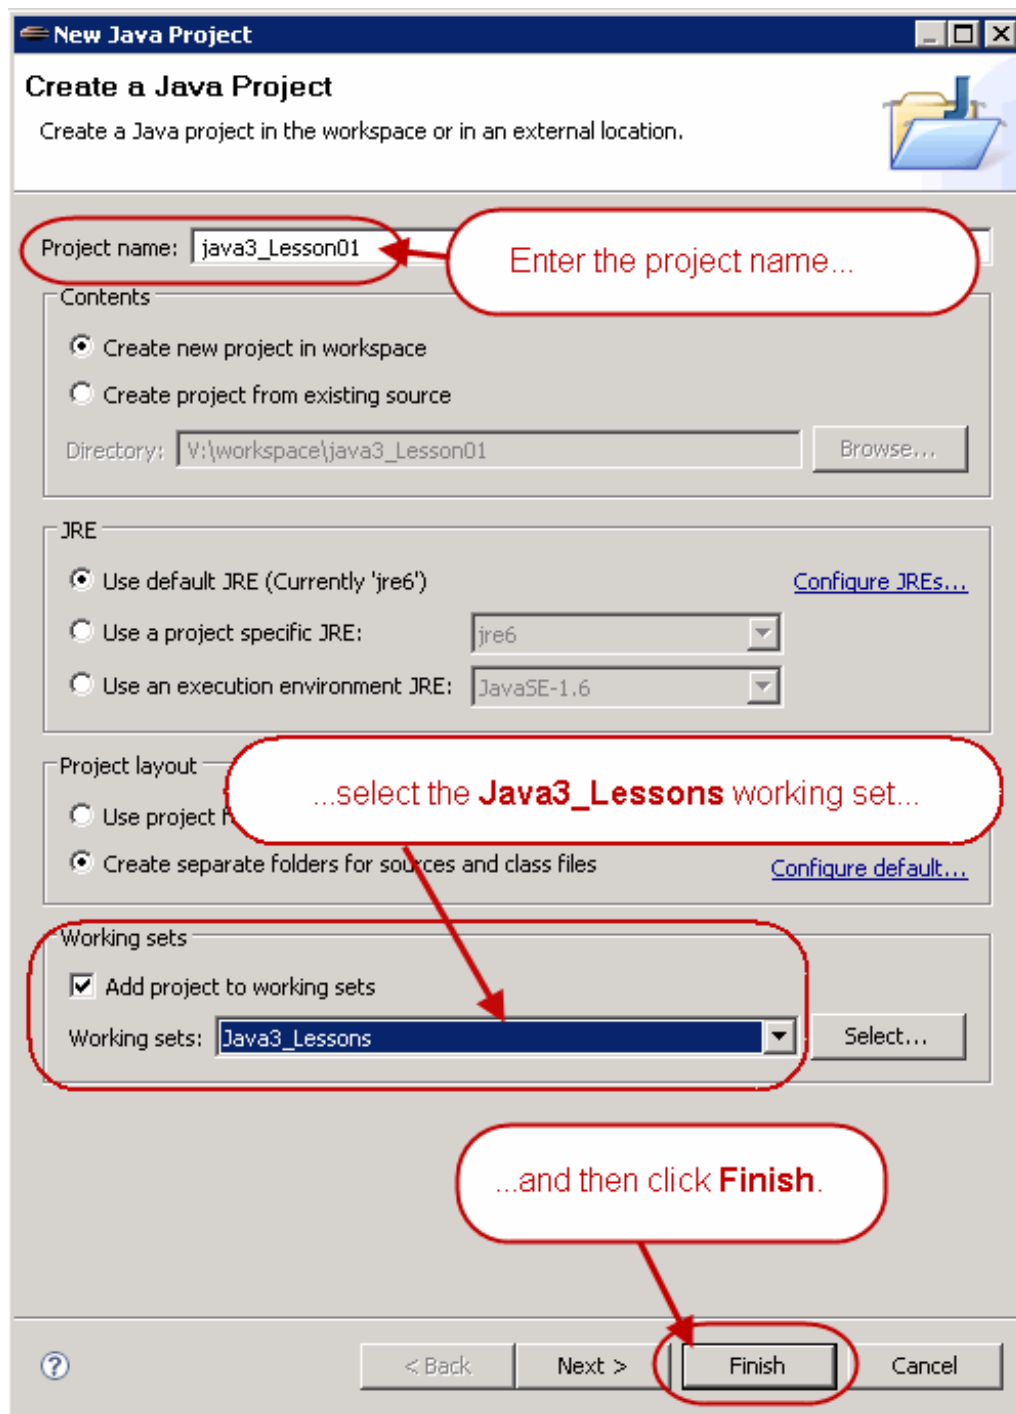 New Java Project
Create a Java Project
Create a Java project in the workspace or in an external location.
Project name: java3_Lesson01
Enter the project name...
Contents
Create new project in workspace
Create project from existing source
Directory: V:\workspace\java3_Lesson01 Browse...
JRE
Use default JRE (Currently 'jre6') Configure JREs...
Use a project specific JRE: jre6
Use an execution environment JRE: JavaSE-1.6
Project layout
...select the Java3_Lessons working set...
Use project
Create separate folders for sources and class files Configure default...
Working sets
Add project to working sets
Working sets: Java3_Lessons Select...
...and then click Finish.
? < Back Next > Finish Cancel